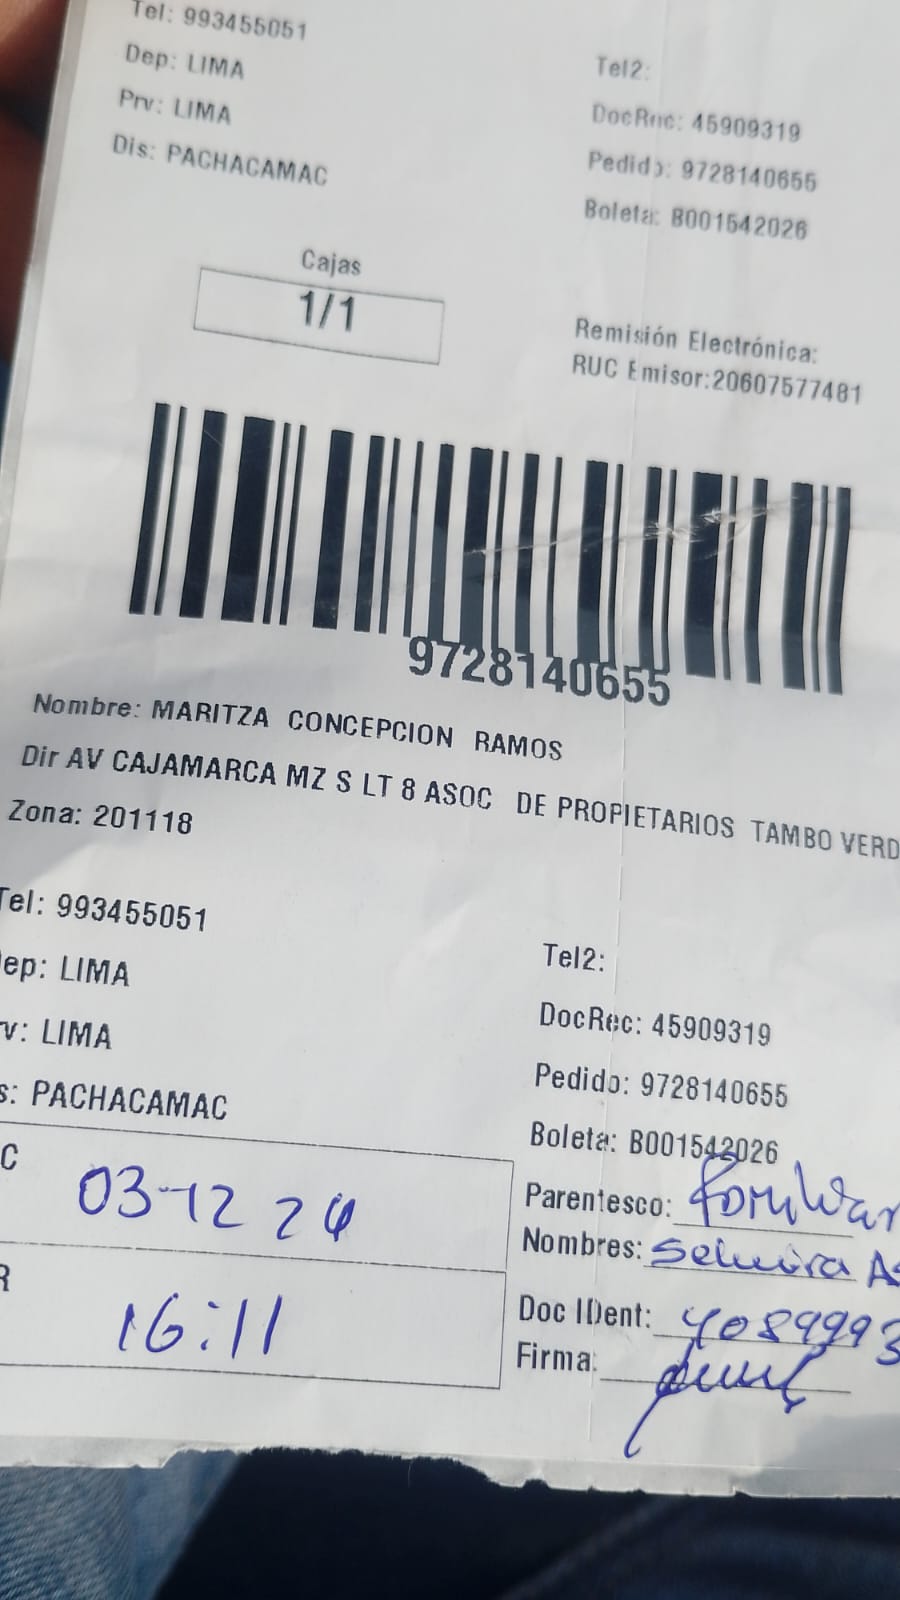 Tel: 993455051
Dep: LIMA
Prv: LIMA
Dis: PACHACAMAC
Tel2:
DocRec: 45909319
Pedido: 9728140655
Boleta: B001542026
Cajas
1/1
Remisión Electrónica:
RUC Emisor:20607577481
9728140655
Nombre: MARITZA CONCEPCION RAMOS
Dir AV CAJAMARCA MZ S LT 8 ASOC DE PROPIETARIOS TAMBO VERD
Zona: 201118
Tel: 993455051
ep: LIMA
v: LIMA
s: PACHACAMAC
Tel2:
DocRec: 45909319
Pedido: 9728140655
Boleta: B001542026
C
03-12 24
R
16:11
Parentesco:
Nombres:
Doc IDent: 4089993
Firma: